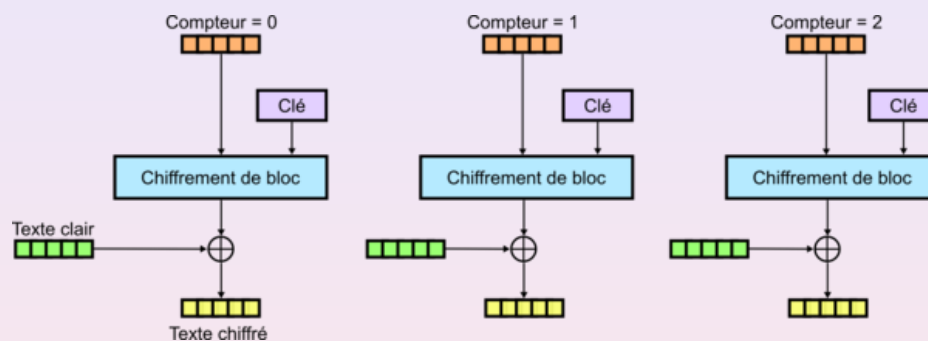 Compteur = 0
Compteur = 1
Compteur = 2
Clé
Clé
Clé
Chiffrement de bloc
Chiffrement de bloc
Chiffrement de bloc
Texte clair
Texte chiffré